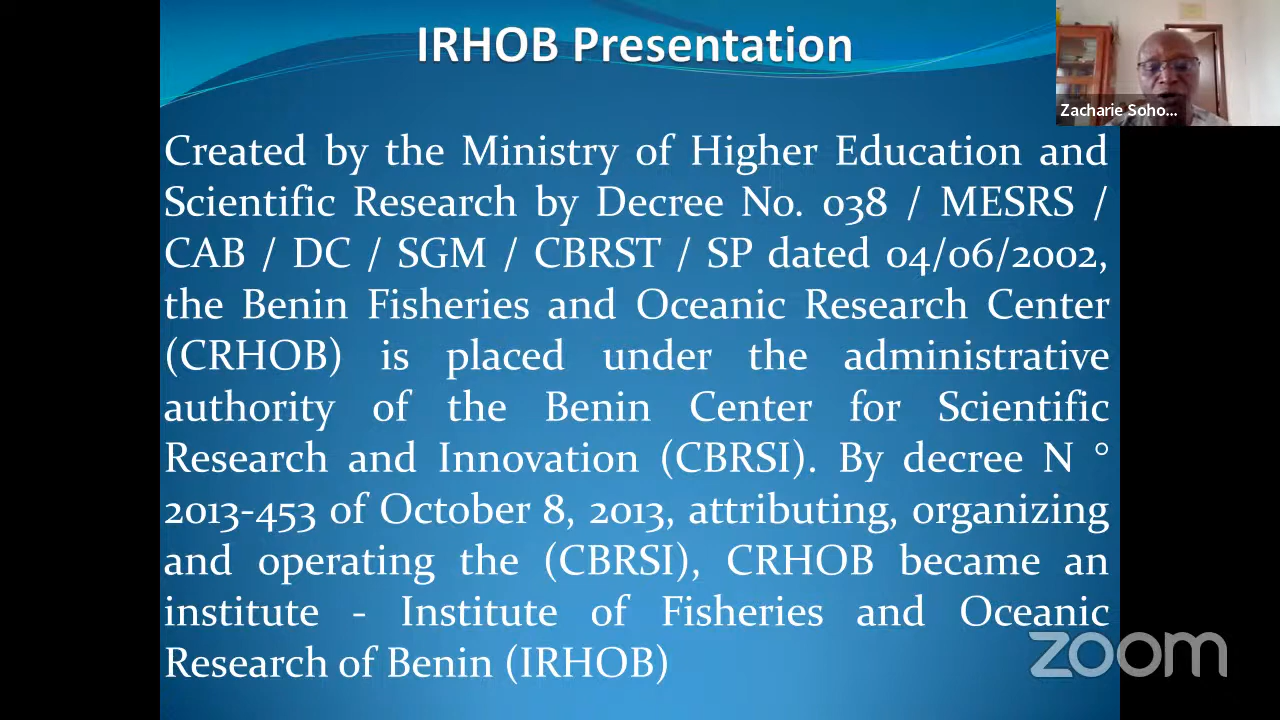 IRHOB Presentation
Zacharie Soho...
Created by the Ministry of Higher Education and
Scientific Research by Decree No. 038 / MESRS /
CAB / DC / SGM / CBRST / SP dated 04/06/2002,
the Benin Fisheries and Oceanic Research Center
(CRHOB) is placed under the administrative
authority of the Benin Center for Scientific
Research and Innovation (CBRSI). By decree N °
2013-453 of October 8, 2013, attributing, organizing
and operating the (CBRSI), CRHOB became an
institute - Institute of Fisheries and Oceanic
Research of Benin (IRHOB)
zoom